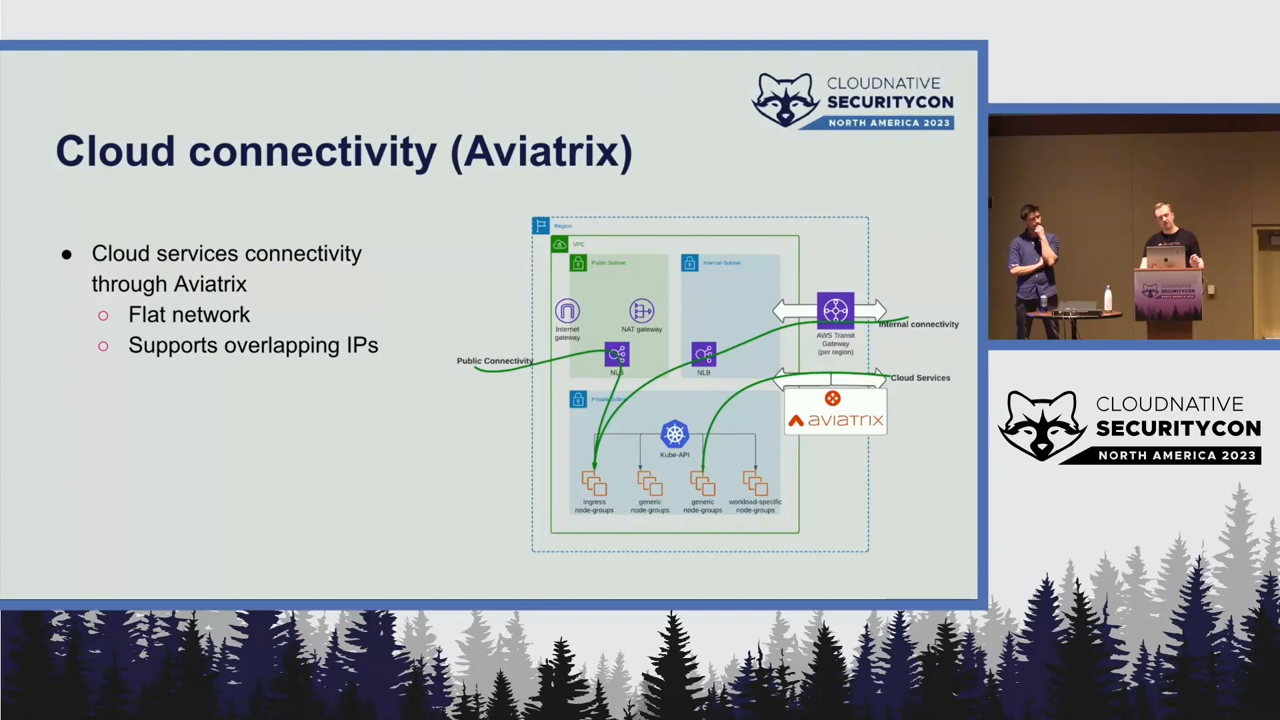 CLOUDNATIVE
SECURITYCON
NORTH AMERICA 2023
Cloud connectivity (Aviatrix)
● Cloud services connectivity
through Aviatrix
○ Flat network
○ Supports overlapping IPs
Region
VPC
Public Subnet
Internal Subnet
Internet
gateway
NAT gateway
AWS Transit
Gateway
(per region)
Internal connectivity
Public Connectivity
NLB
NLB
Cloud Services
aviatrix
Private Subnet
Kube-API
Ingress
node-groups
generic
node-groups
generic
node-groups
workload-specific
node-groups
CLOUDNATIVE
SECURITYCON
NORTH AMERICA 2023